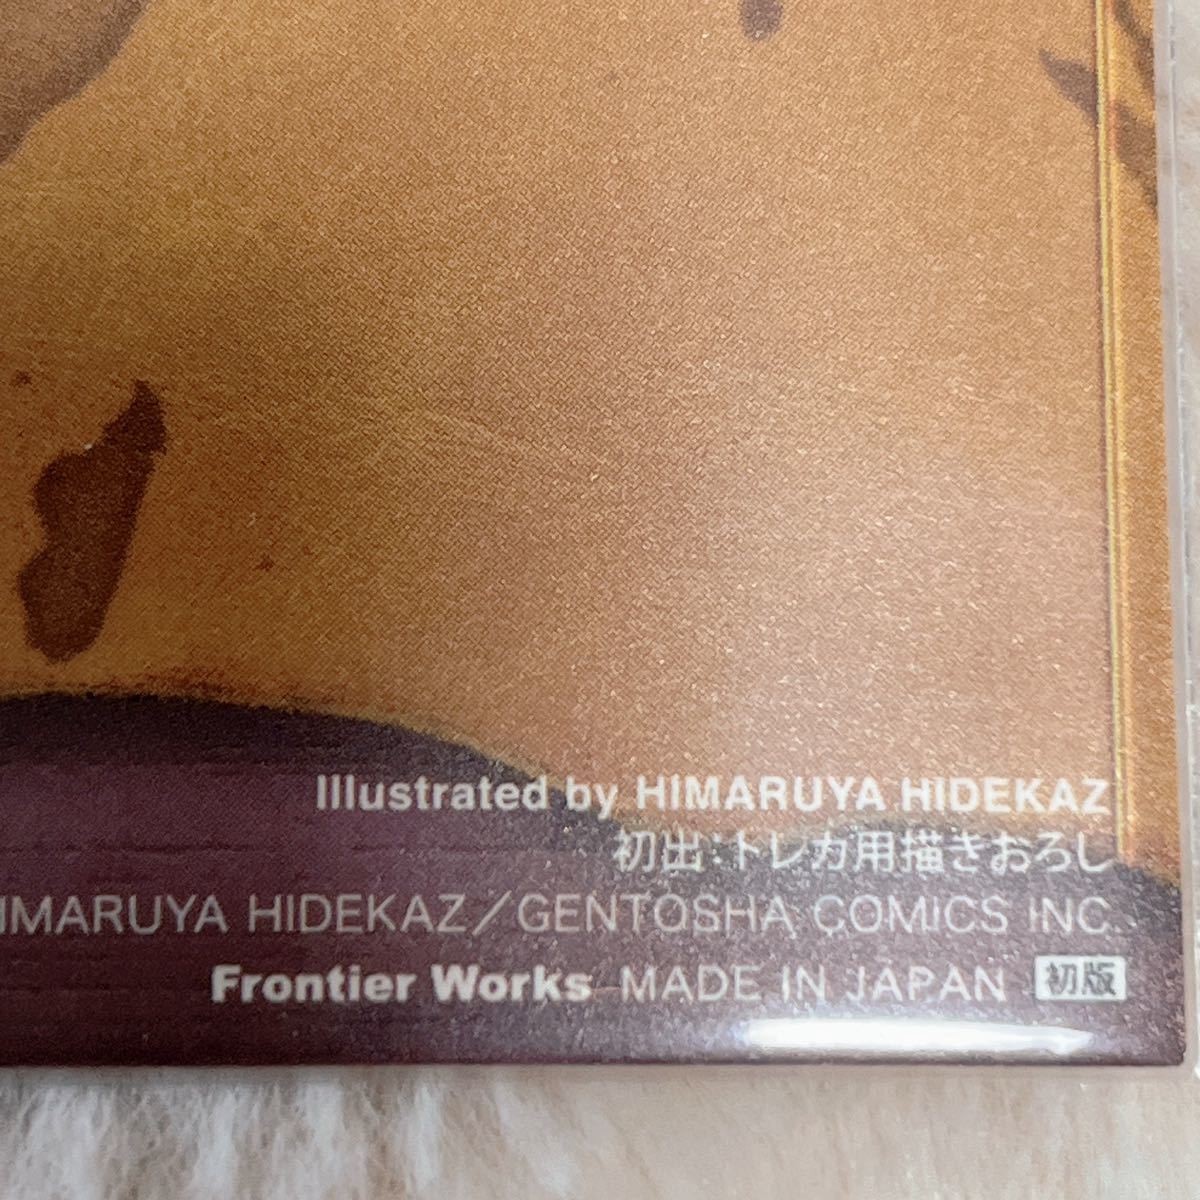 Illustrated by HIMARUYA HIDEKAZ
初出:トレカ用描きおろし
IMARUYA HIDEKAZ/GENTOSHA COMICS INC.
Frontier Works MADE IN JAPAN 初版